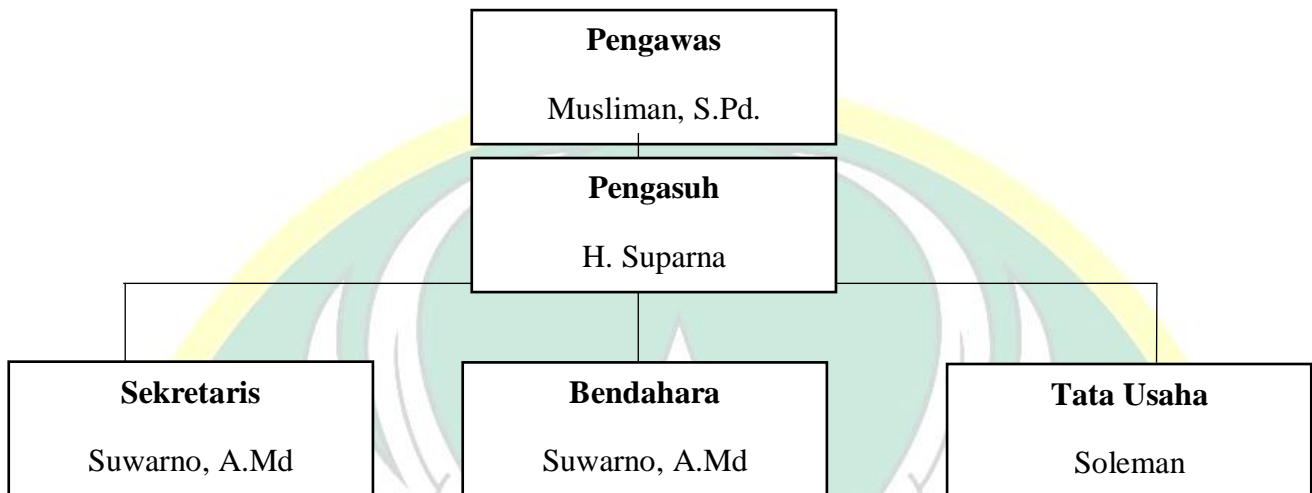 Pengawas
Musliman, S.Pd.
Pengasuh
H. Suparna
Sekretaris
Suwarno, A.Md
Bendahara
Suwarno, A.Md
Tata Usaha
Soleman